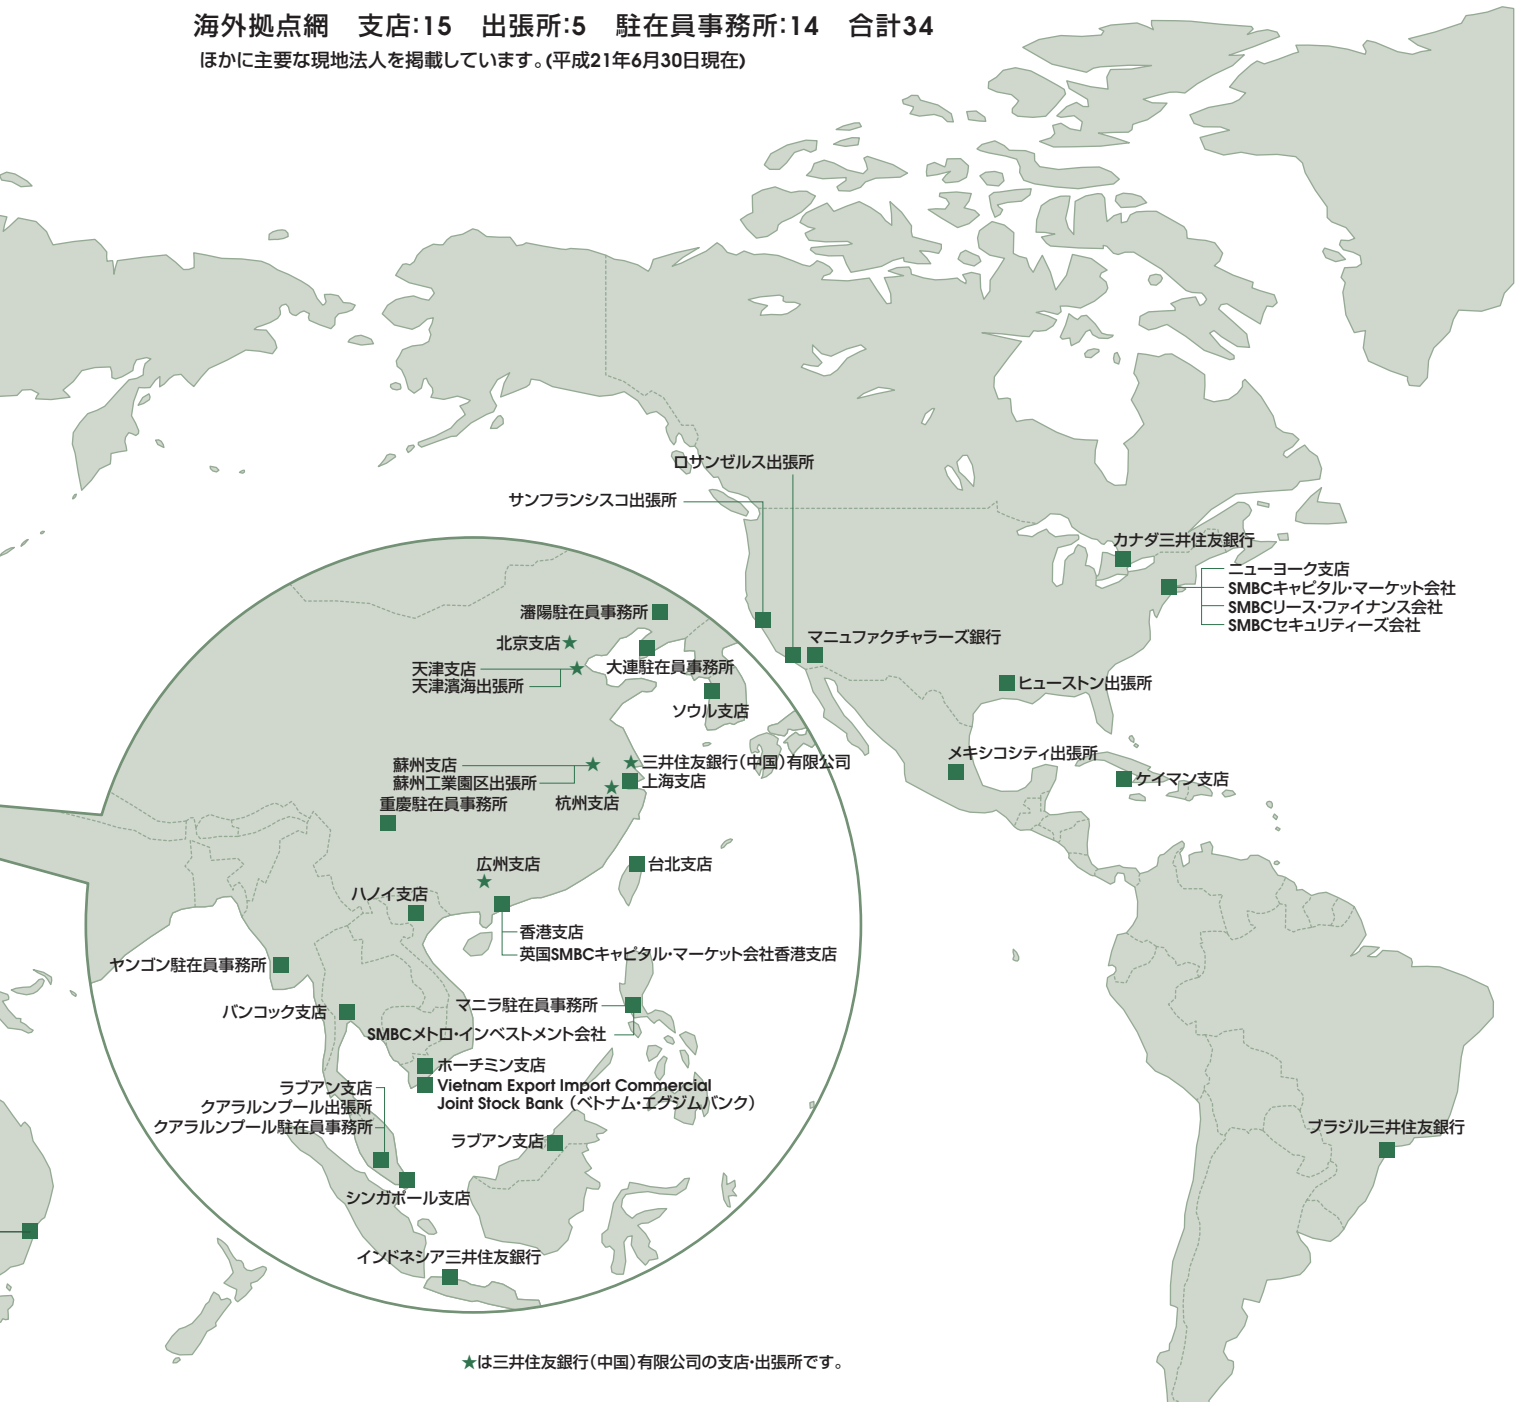 海外拠点網　支店:15　出張所:5　駐在員事務所:14　合計34
ほかに主要な現地法人を掲載しています。(平成21年6月30日現在)
ロサンゼルス出張所
サンフランシスコ出張所
カナダ三井住友銀行
ニューヨーク支店
SMBCキャピタル・マーケット会社
SMBCリース・ファイナンス会社
SMBCセキュリティーズ会社
マニュファクチャラーズ銀行
ヒューストン出張所
メキシコシティ出張所
ケイマン支店
ブラジル三井住友銀行
瀋陽駐在員事務所
北京支店★
天津支店
天津濱海出張所
大連駐在員事務所
ソウル支店
蘇州支店
蘇州工業園区出張所
★三井住友銀行(中国)有限公司
上海支店
杭州支店
重慶駐在員事務所
広州支店
台北支店
ハノイ支店
香港支店
英国SMBCキャピタル・マーケット会社香港支店
ヤンゴン駐在員事務所
バンコック支店
マニラ駐在員事務所
SMBCメトロ・インベストメント会社
ホーチミン支店
Vietnam Export Import Commercial
Joint Stock Bank (ベトナム・エグジムバンク)
ラブアン支店
クアラルンプール出張所
クアラルンプール駐在員事務所
ラブアン支店
シンガポール支店
インドネシア三井住友銀行
★は三井住友銀行(中国)有限公司の支店・出張所です。